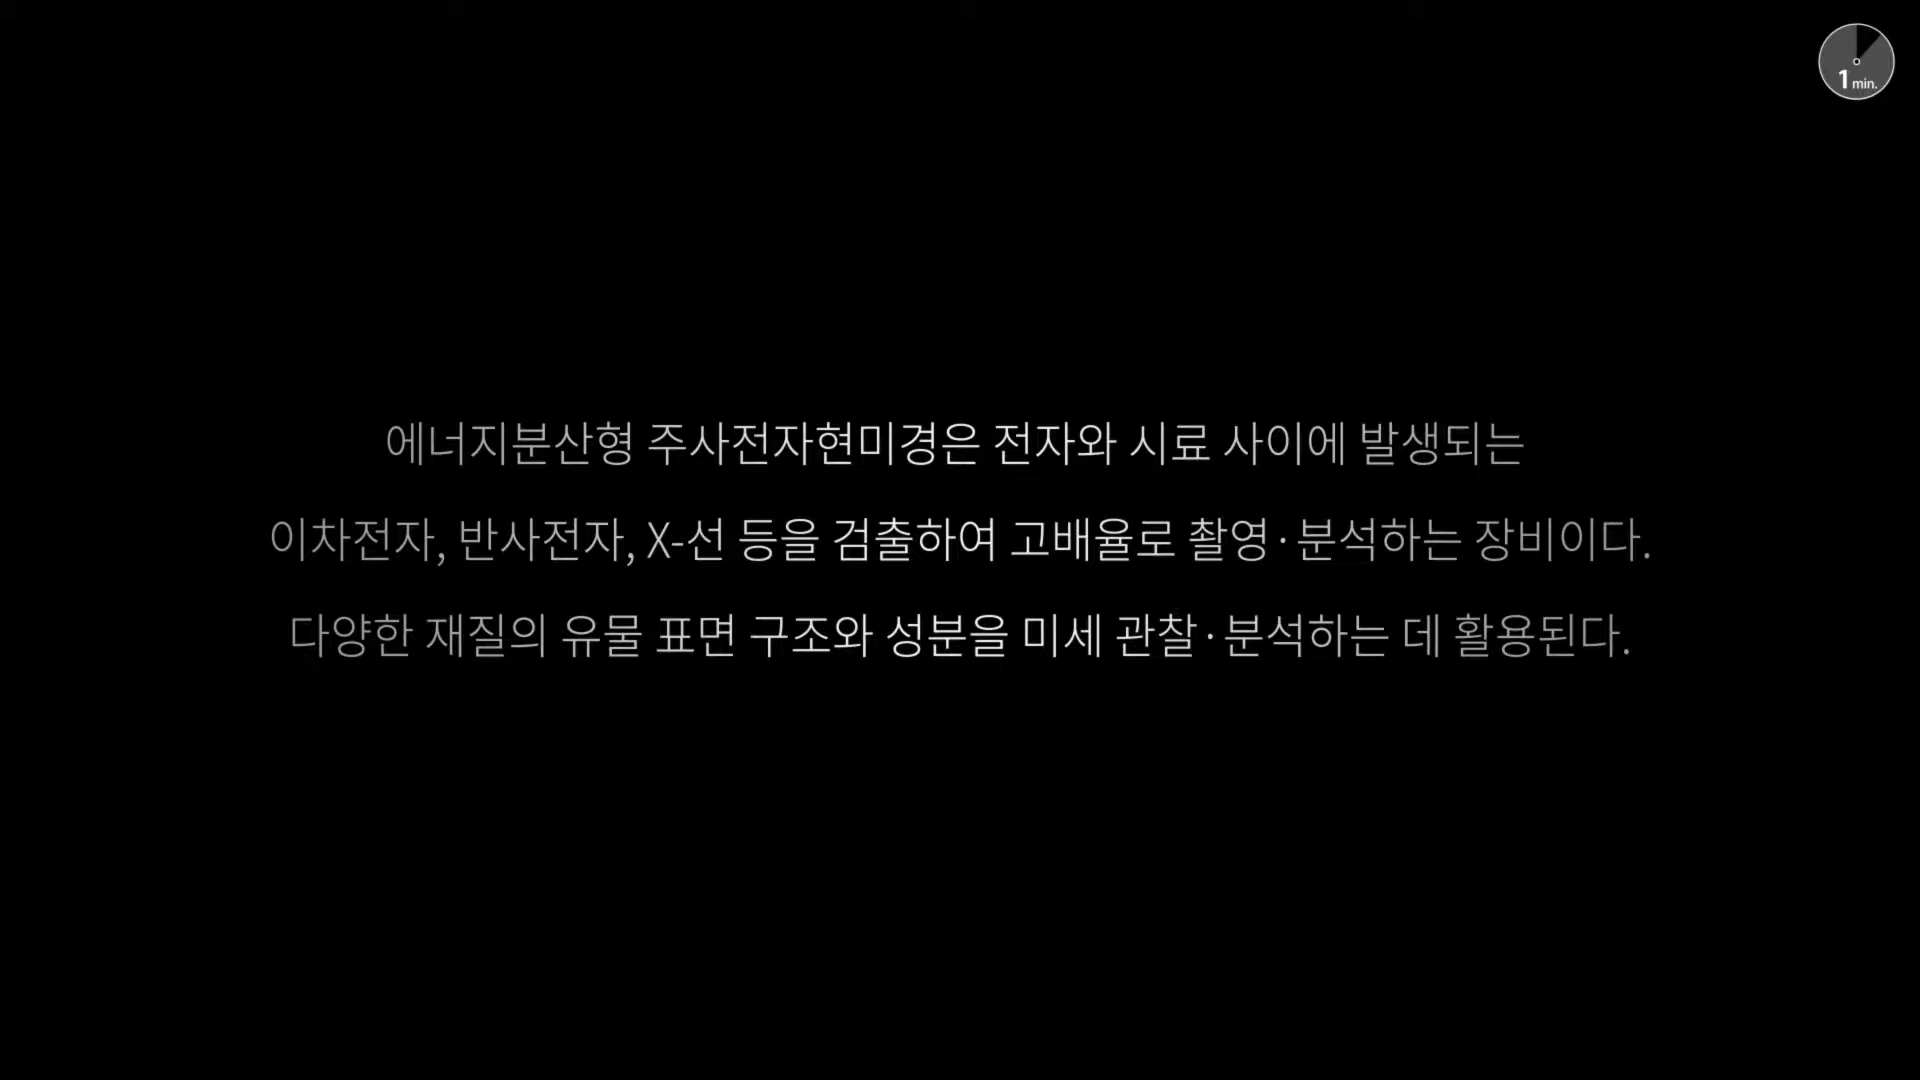 1 min.
에너지분산형 주사전자현미경은 전자와 시료 사이에 발생되는
이차전자, 반사전자, X-선 등을 검출하여 고배율로 촬영·분석하는 장비이다.
다양한 재질의 유물 표면 구조와 성분을 미세 관찰·분석하는 데 활용된다.